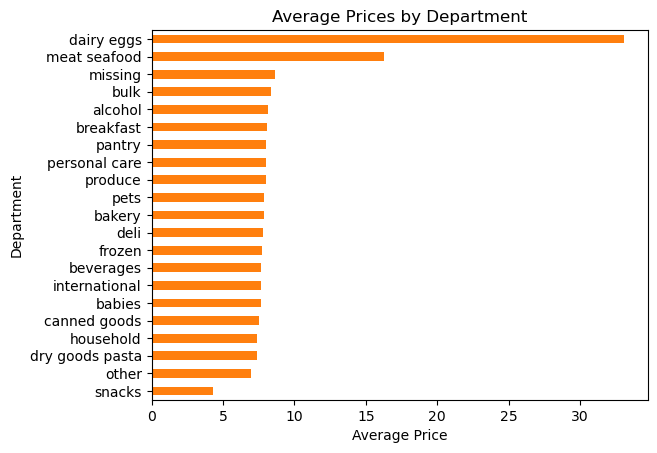 Average Prices by Department
dairy eggs
meat seafood
missing
bulk
alcohol
breakfast
pantry
personal care
produce
pets
bakery
deli
frozen
beverages
international
babies
canned goods
household
dry goods pasta
other
snacks
Department
0 5 10 15 20 25 30
Average Price